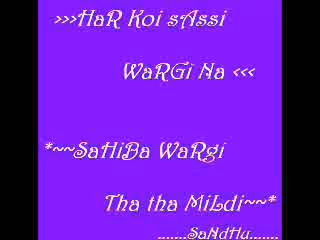 >>>HaR Koi sAssi
WaRGi Na <<<
*~~SaHiBa WaRgi
Tha tha MiLdi~~*
.......SaNdHu.......